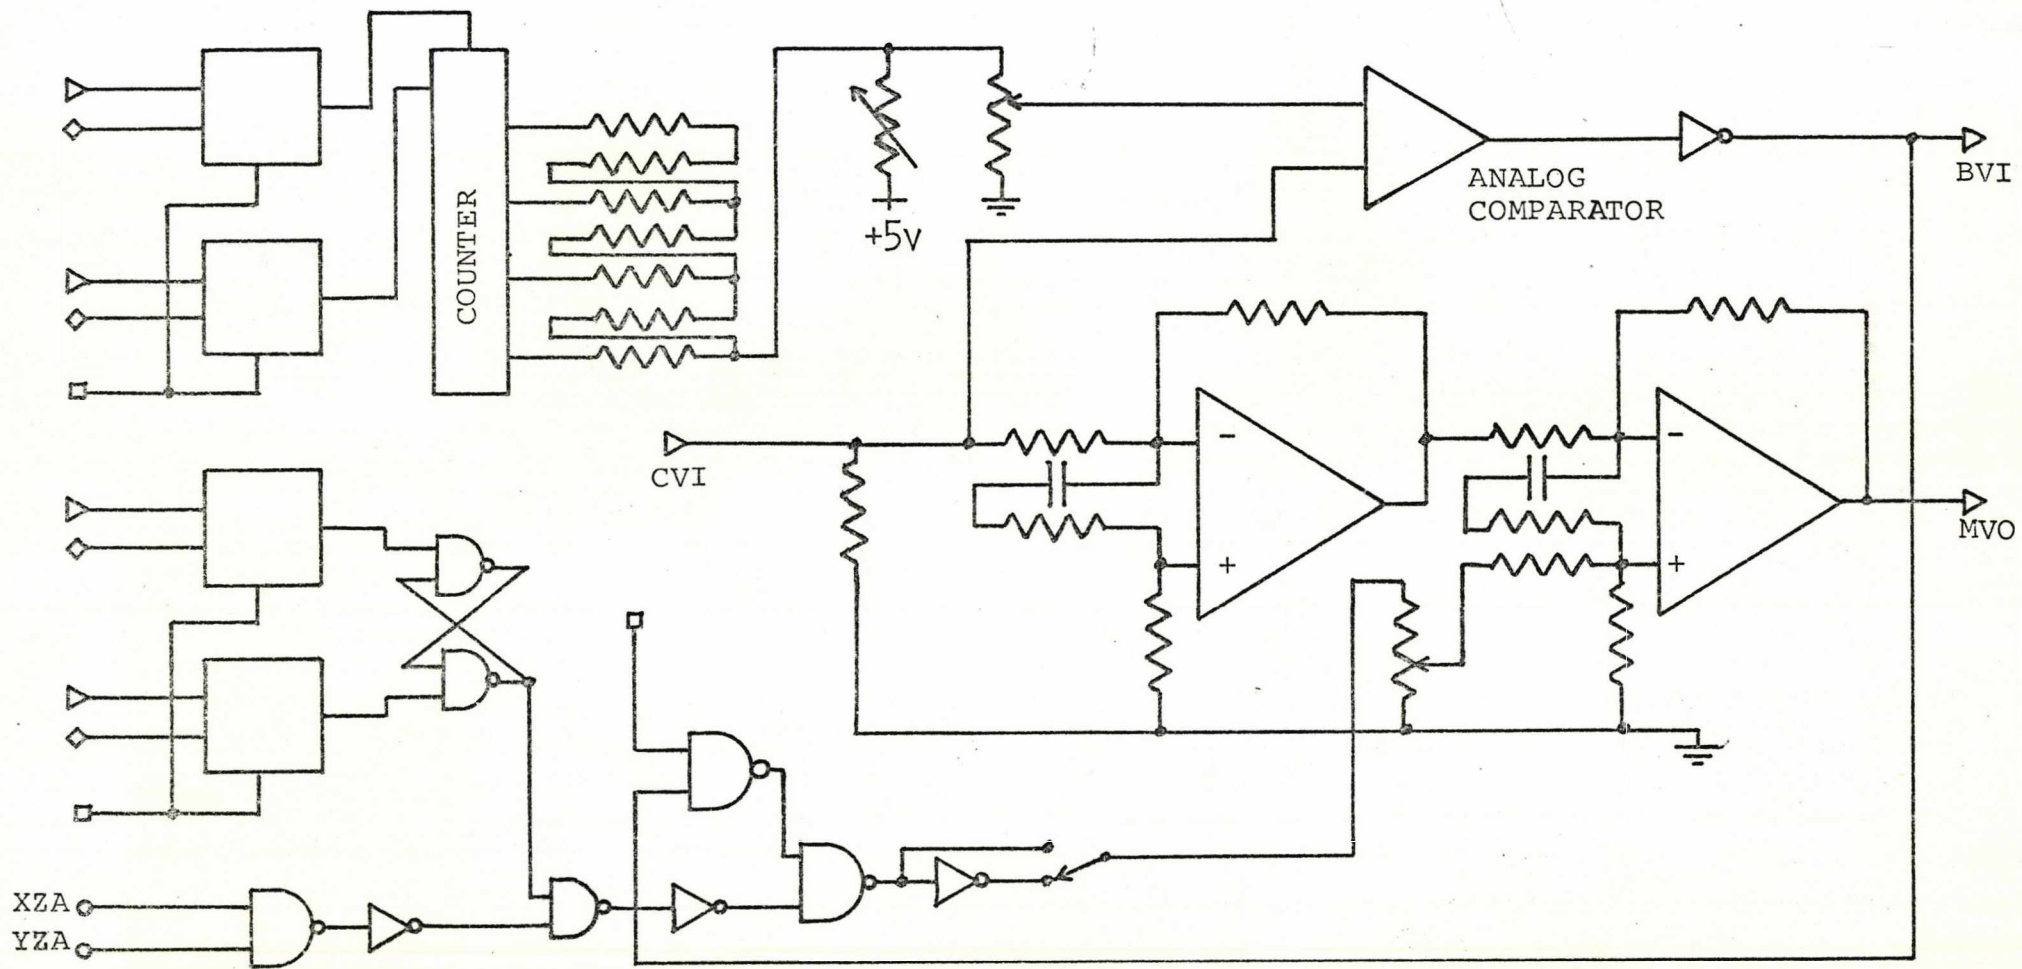 COUNTER
+5v
ANALOG
COMPARATOR
BVI
CVI
-
+
-
+
MVO
XZA
YZA